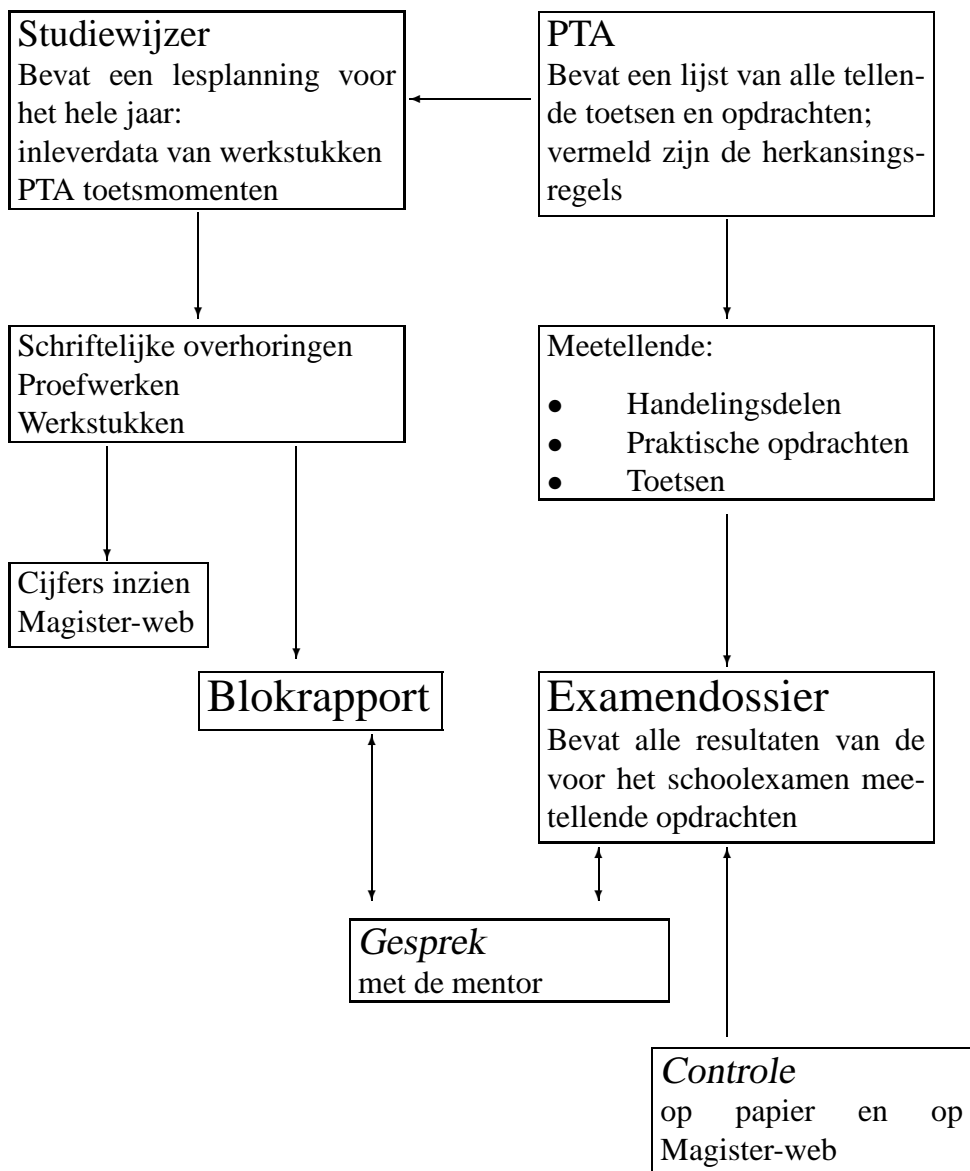 Studiewijzer
Bevat een lesplanning voor
het hele jaar:
inleverdata van werkstukken
PTA toetsmomenten
PTA
Bevat een lijst van alle tellen-
de toetsen en opdrachten;
vermeld zijn de herkansings-
regels
Schriftelijke overhoringen
Proefwerken
Werkstukken
Meetellende:
• Handelingsdelen
• Praktische opdrachten
• Toetsen
Cijfers inzien
Magister-web
Blokrapport
Examendossier
Bevat alle resultaten van de
voor het schoolexamen mee-
tellende opdrachten
Gesprek
met de mentor
Controle
op papier en op
Magister-web